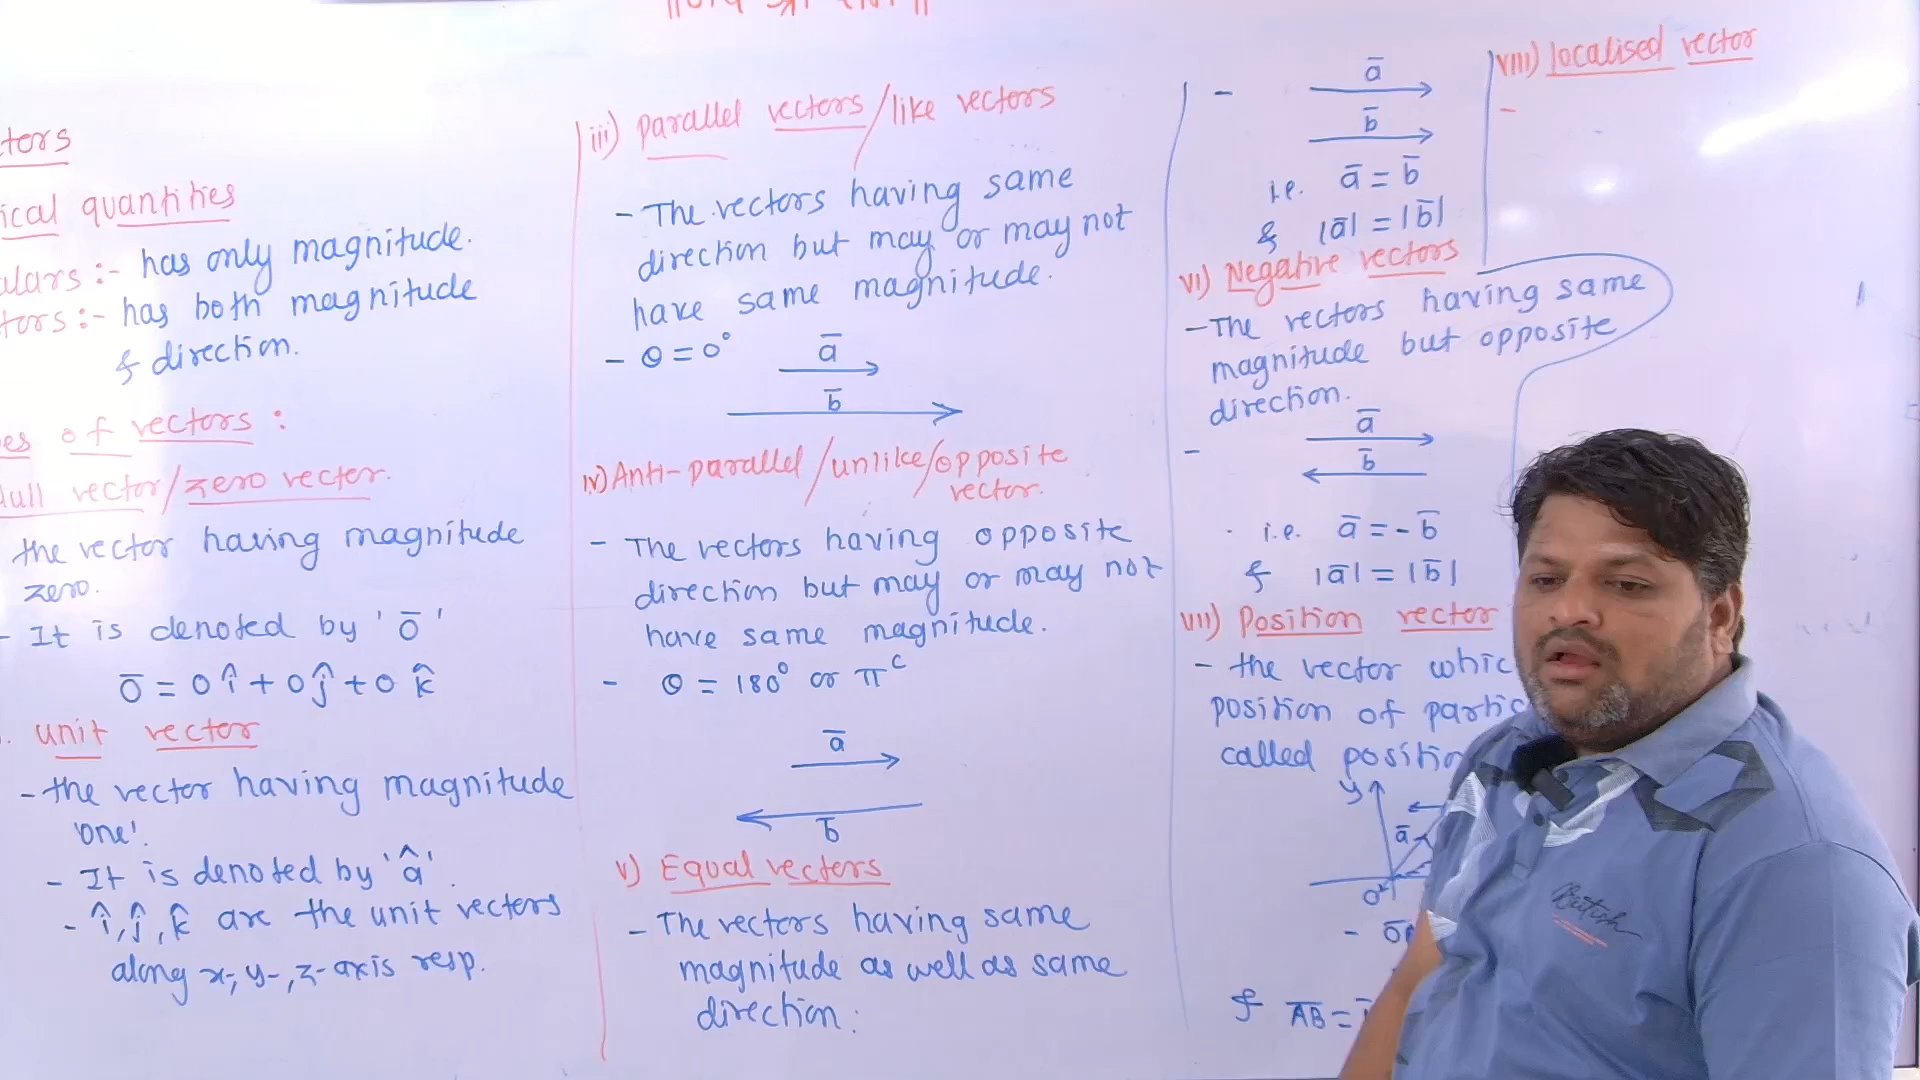 tors
ical quantities
ulars :- has only magnitude.
tors :- has both magnitude
& direction.
es of vectors :
Null vector/zero vector.
the vector having magnitude
zero.
- It is denoted by 'ō'
ō = 0î + 0ĵ + 0k̂
. unit vector
- the vector having magnitude
'one'.
- It is denoted by 'â'.
- î, ĵ, k̂ are the unit vectors
along x-, y-, z-axis resp.
iii) parallel vectors/like vectors
- The vectors having same
direction but may or may not
have same magnitude.
- θ = 0°
ā
b̄
iv) Anti-parallel/unlike/opposite
vector.
- The vectors having opposite
direction but may or may not
have same magnitude.
- θ = 180° or πᶜ
ā
b̄
v) Equal vectors
- The vectors having same
magnitude as well as same
direction.
- ā
b̄
i.e. ā = b̄
& |ā| = |b̄|
vi) Negative vectors
- The vectors having same
magnitude but opposite
direction.
- ā
b̄
i.e. ā = -b̄
& |ā| = |b̄|
vii) Position vector
- the vector whic
position of partic
called positio
y
ā
O
& AB =
viii) localised vector
-
British